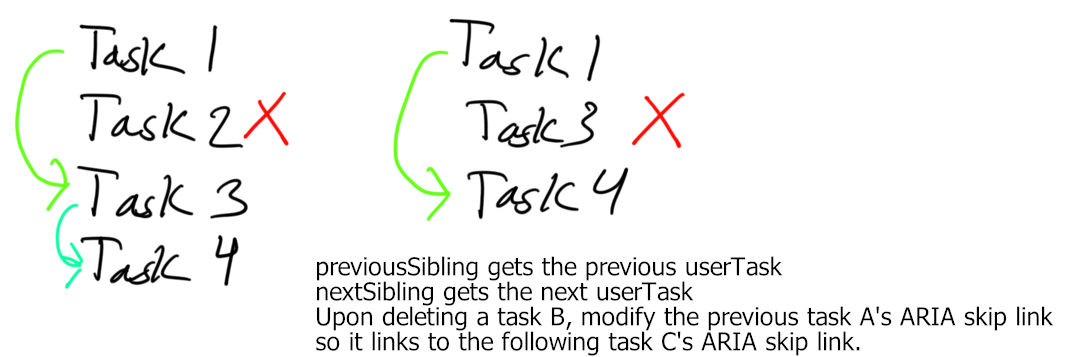 Task 1
Task 2 X
Task 3
Task 4
Task 1
Task 3 X
Task 4
previousSibling gets the previous userTask
nextSibling gets the next userTask
Upon deleting a task B, modify the previous task A's ARIA skip link
so it links to the following task C's ARIA skip link.